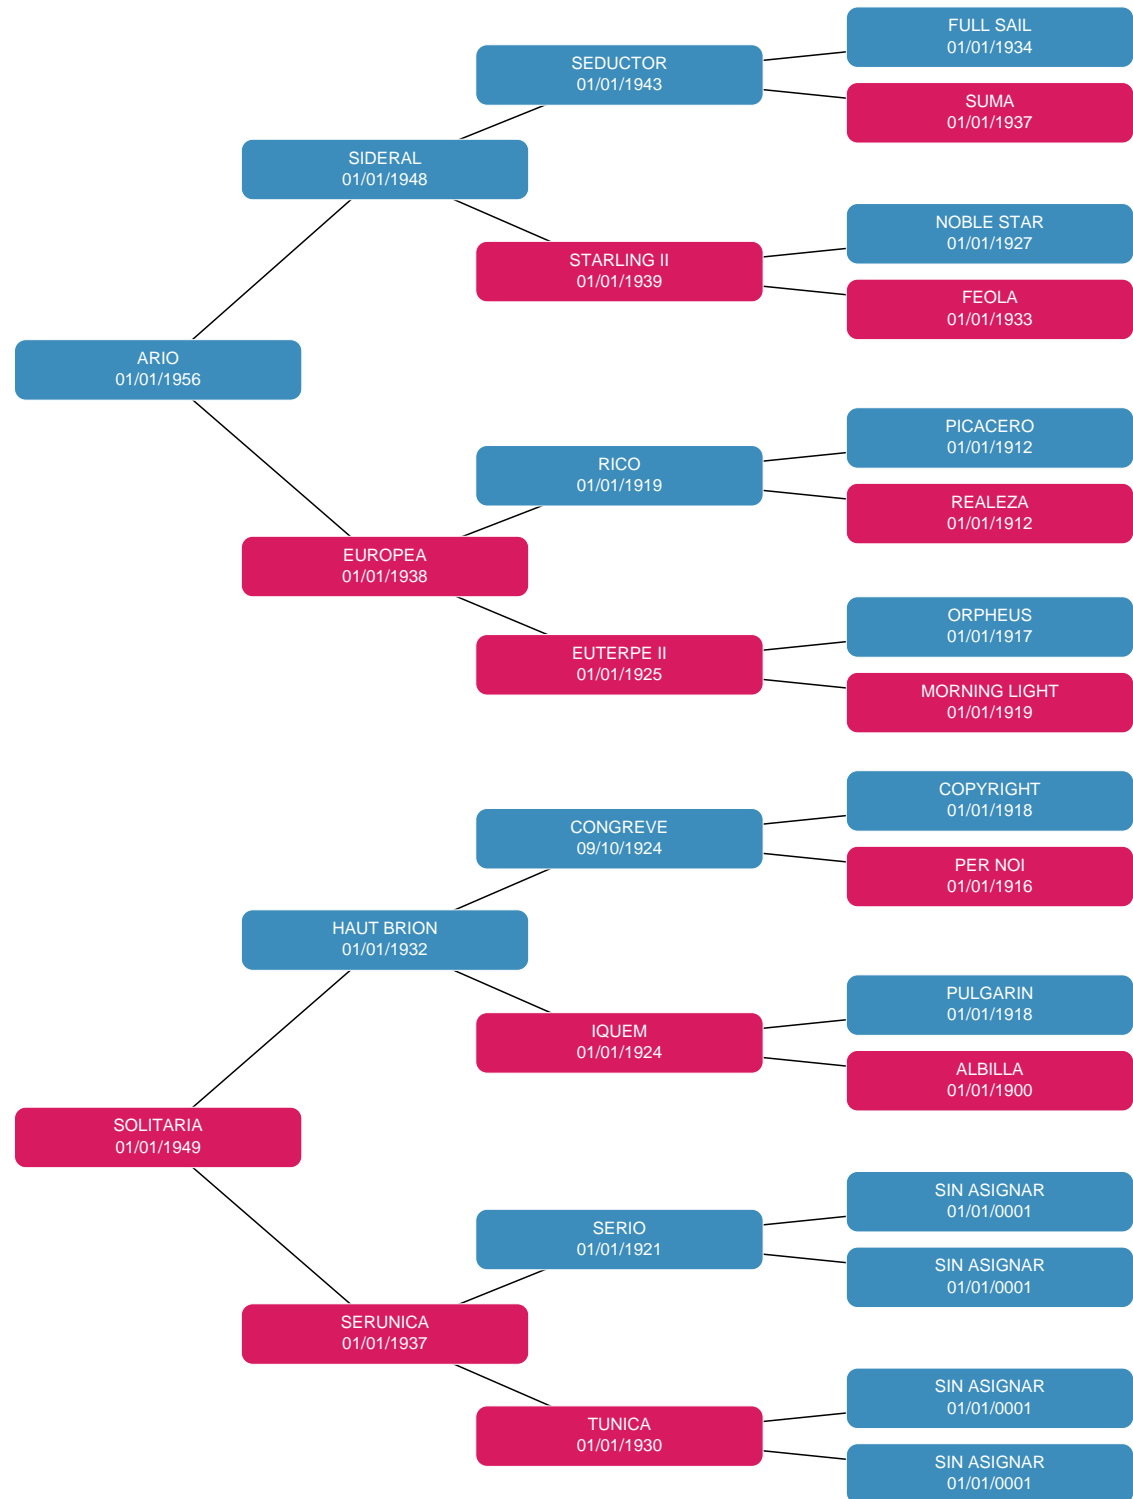 FULL SAIL
01/01/1934
SEDUCTOR
01/01/1943
SUMA
01/01/1937
SIDERAL
01/01/1948
NOBLE STAR
01/01/1927
STARLING II
01/01/1939
FEOLA
01/01/1933
ARIO
01/01/1956
PICACERO
01/01/1912
RICO
01/01/1919
REALEZA
01/01/1912
EUROPEA
01/01/1938
ORPHEUS
01/01/1917
EUTERPE II
01/01/1925
MORNING LIGHT
01/01/1919
COPYRIGHT
01/01/1918
CONGREVE
09/10/1924
PER NOI
01/01/1916
HAUT BRION
01/01/1932
PULGARIN
01/01/1918
IQUEM
01/01/1924
ALBILLA
01/01/1900
SOLITARIA
01/01/1949
SIN ASIGNAR
01/01/0001
SERIO
01/01/1921
SIN ASIGNAR
01/01/0001
SERUNICA
01/01/1937
SIN ASIGNAR
01/01/0001
TUNICA
01/01/1930
SIN ASIGNAR
01/01/0001